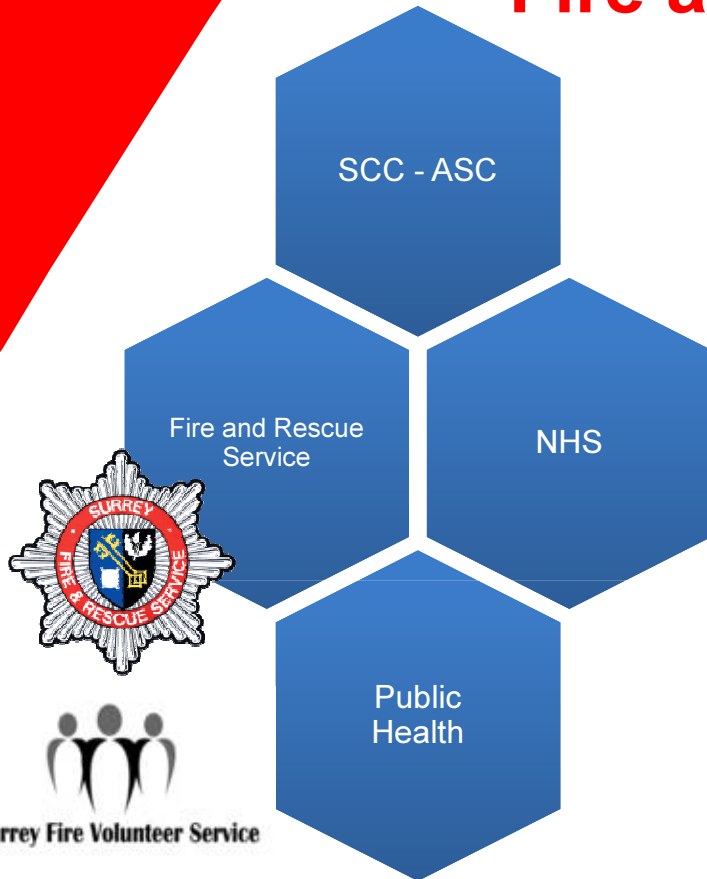 Fire a
SCC - ASC
Fire and Rescue
Service
NHS
SURREY
FIRE & RESCUE SERVICE
Public
Health
rrey Fire Volunteer Service